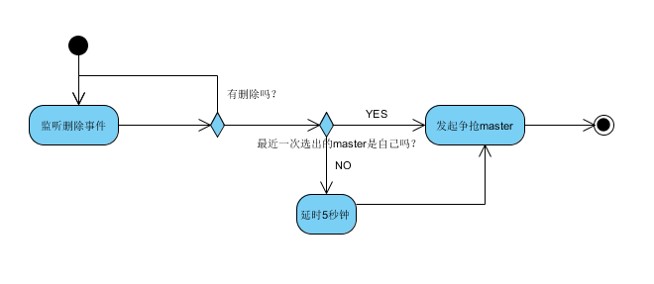 有删除吗？
监听删除事件
YES
发起争抢master
最近一次选出的master是自己吗？
NO
延时5秒钟